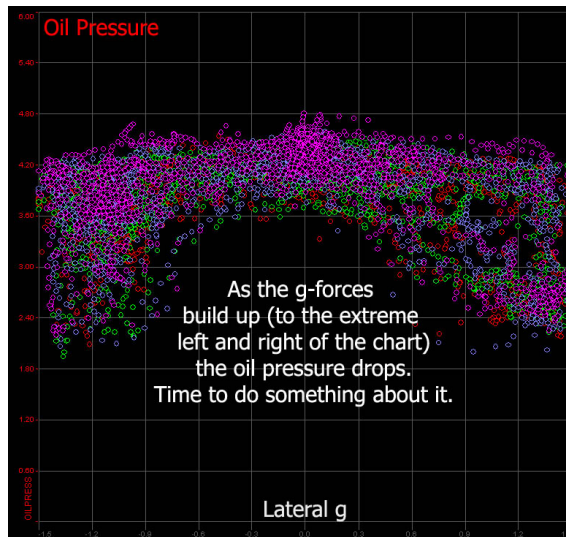 Oil Pressure
6.00
5.40
4.80
4.20
3.60
3.00
2.40
1.80
1.20
0.60
OILPRESS
As the g-forces
build up (to the extreme
left and right of the chart)
the oil pressure drops.
Time to do something about it.
Lateral g
-1.5 -1.2 -0.9 -0.6 -0.3 0.0 0.3 0.6 0.9 1.2